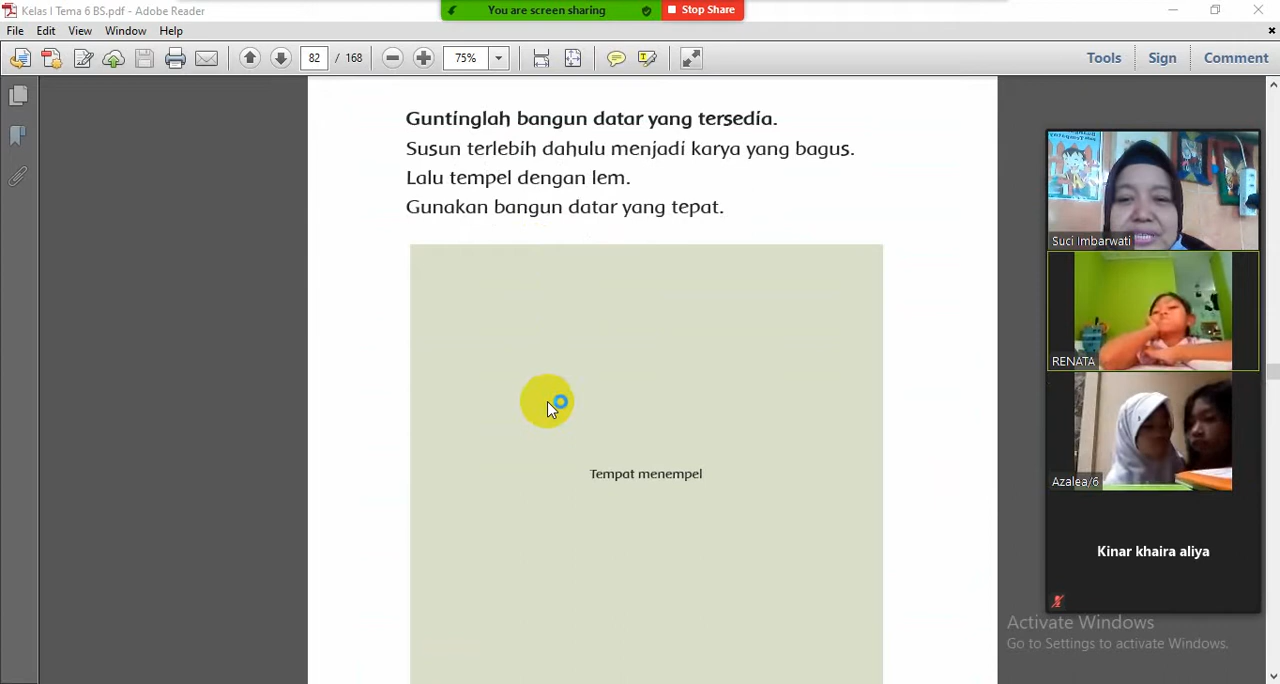 Kelas I Tema 6 BS.pdf - Adobe Reader
You are screen sharing
Stop Share
File Edit View Window Help
82 / 168
75%
Tools Sign Comment
Guntinglah bangun datar yang tersedia.
Susun terlebih dahulu menjadi karya yang bagus.
Lalu tempel dengan lem.
Gunakan bangun datar yang tepat.
Tempat menempel
Suci Imbarwati
RENATA
Azalea/6
Kinar khaira aliya
Activate Windows
Go to Settings to activate Windows.